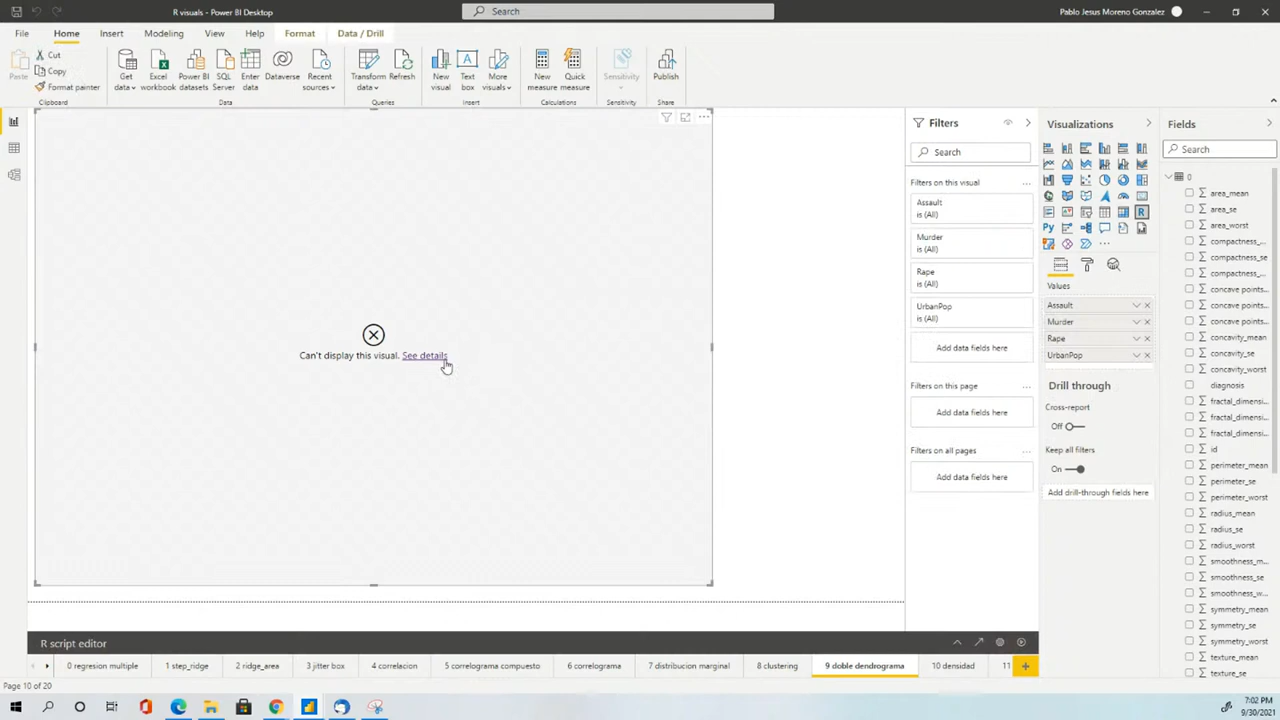 R visuals - Power BI Desktop
Search
Pablo Jesus Moreno Gonzalez
File Home Insert Modeling View Help Format Data / Drill
Paste
Cut
Copy
Format painter
Clipboard
Get data
Excel workbook
Power BI datasets
SQL Server
Enter data
Dataverse
Recent sources
Data
Transform data
Refresh
Queries
New visual
Text box
More visuals
Insert
New measure
Quick measure
Calculations
Sensitivity
Sensitivity
Publish
Share
Can't display this visual. See details
Filters
Search
Filters on this visual ...
Assault
is (All)
Murder
is (All)
Rape
is (All)
UrbanPop
is (All)
Add data fields here
Filters on this page ...
Add data fields here
Filters on all pages ...
Add data fields here
Visualizations
R
Py
...
Values
Assault
Murder
Rape
UrbanPop
Drill through
Cross-report
Off
Keep all filters
On
Add drill-through fields here
Fields
Search
0
area_mean
area_se
area_worst
compactness_...
compactness_se
compactness_...
concave points...
concave points...
concave points...
concavity_mean
concavity_se
concavity_worst
diagnosis
fractal_dimensi...
fractal_dimensi...
fractal_dimensi...
id
perimeter_mean
perimeter_se
perimeter_worst
radius_mean
radius_se
radius_worst
smoothness_m...
smoothness_se
smoothness_w...
symmetry_mean
symmetry_se
symmetry_worst
texture_mean
texture_se
R script editor
0 regresion multiple 1 step_ridge 2 ridge_area 3 jitter box 4 correlacion 5 correlograma compuesto 6 correlograma 7 distribucion marginal 8 clustering 9 doble dendrograma 10 densidad 11
Page 10 of 20
7:02 PM
9/30/2021